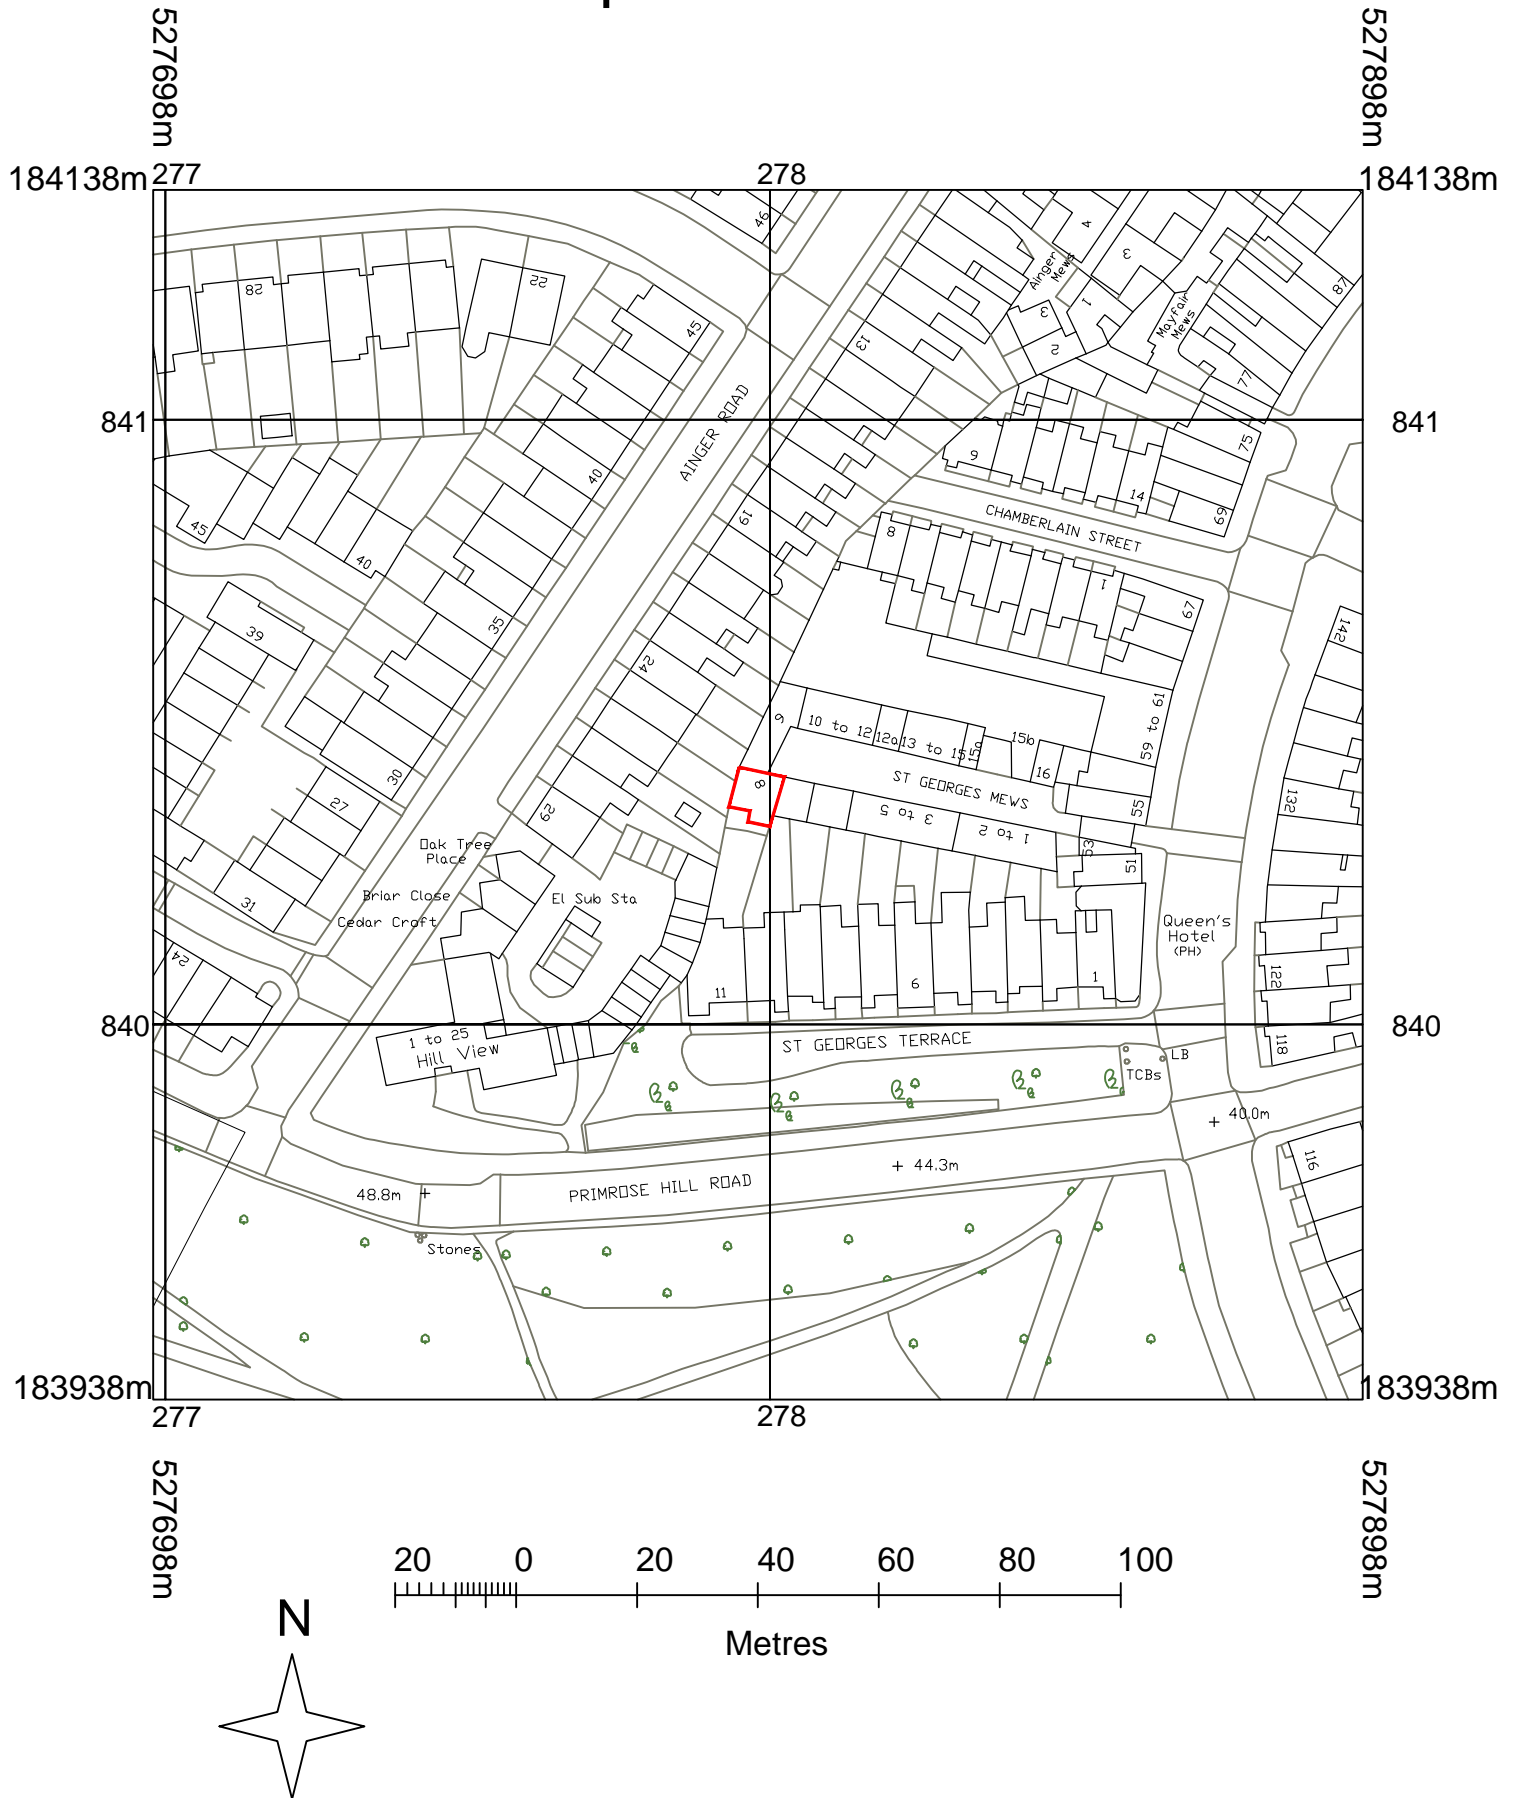 527698m
527898m
184138m
277
278
184138m
46
4
3
Ainger
Mews
87
28
22
1
3
Mayfair
Mews
45
13
2
77
841
841
AINGER ROAD
75
9
40
14
69
19
CHAMBERLAIN STREET
45
8
40
1
67
35
39
142
24
59 to 61
9
10 to 12
12a
13 to 15
15a
15b
16
30
8
ST GEORGES MEWS
27
29
3 to 5
55
132
1 to 2
Oak Tree
Place
53
51
Briar Close
El Sub Sta
31
Cedar Croft
Queen's
Hotel
(PH)
24
122
11
6
1
840
840
1 to 25
Hill View
ST GEORGES TERRACE
118
LB
TCBs
40.0m
44.3m
116
48.8m
PRIMROSE HILL ROAD
Stones
183938m
183938m
277
278
527698m
527898m
20 0 20 40 60 80 100
N
Metres